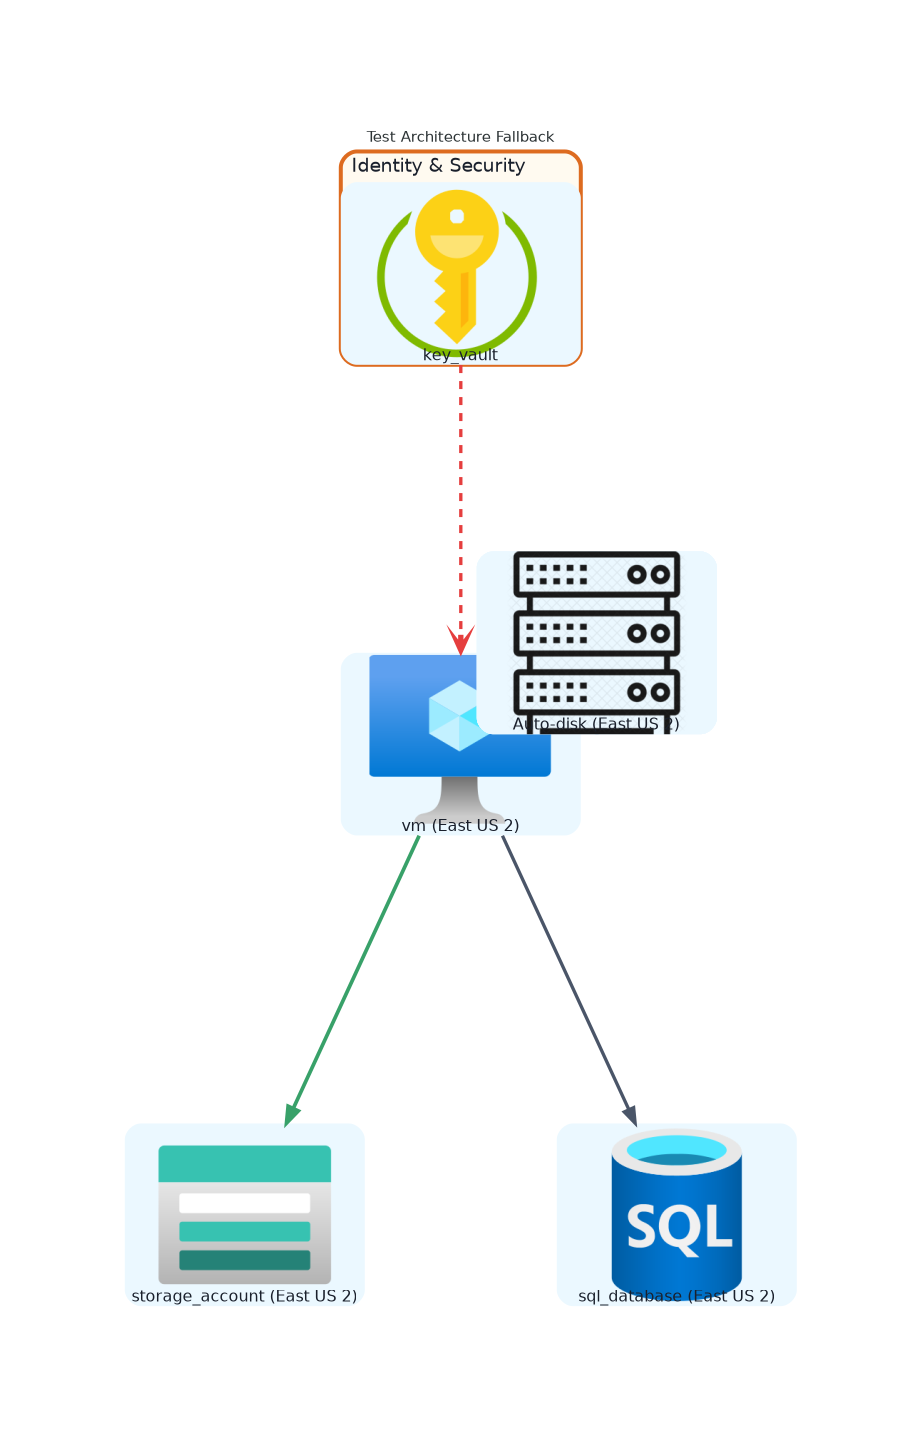 Test Architecture Fallback
Identity & Security
key_vault
Auto-disk (East US 2)
vm (East US 2)
storage_account (East US 2)
SQL
sql_database (East US 2)